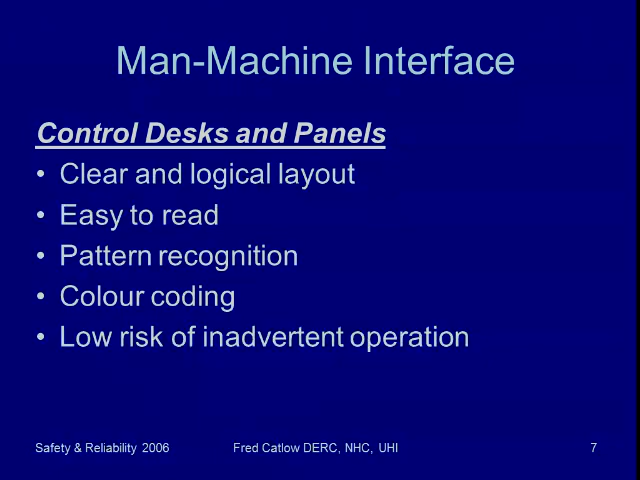 Man-Machine Interface
Control Desks and Panels
• Clear and logical layout
• Easy to read
• Pattern recognition
• Colour coding
• Low risk of inadvertent operation
Safety & Reliability 2006 Fred Catlow DERC, NHC, UHI 7